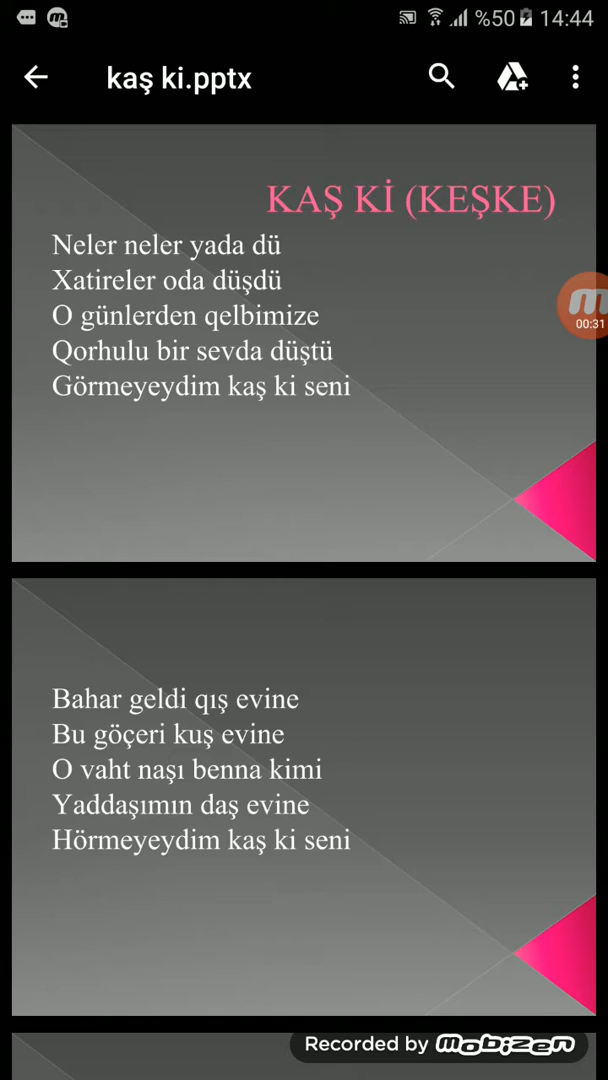 %50 14:44
kaş ki.pptx
KAŞ Kİ (KEŞKE)
Neler neler yada dü
Xatireler oda düşdü
O günlerden qelbimize
Qorhulu bir sevda düştü
Görmeyeydim kaş ki seni
00:31
Bahar geldi qış evine
Bu göçeri kuş evine
O vaht naşı benna kimi
Yaddaşımın daş evine
Hörmeyeydim kaş ki seni
Recorded by mobizen